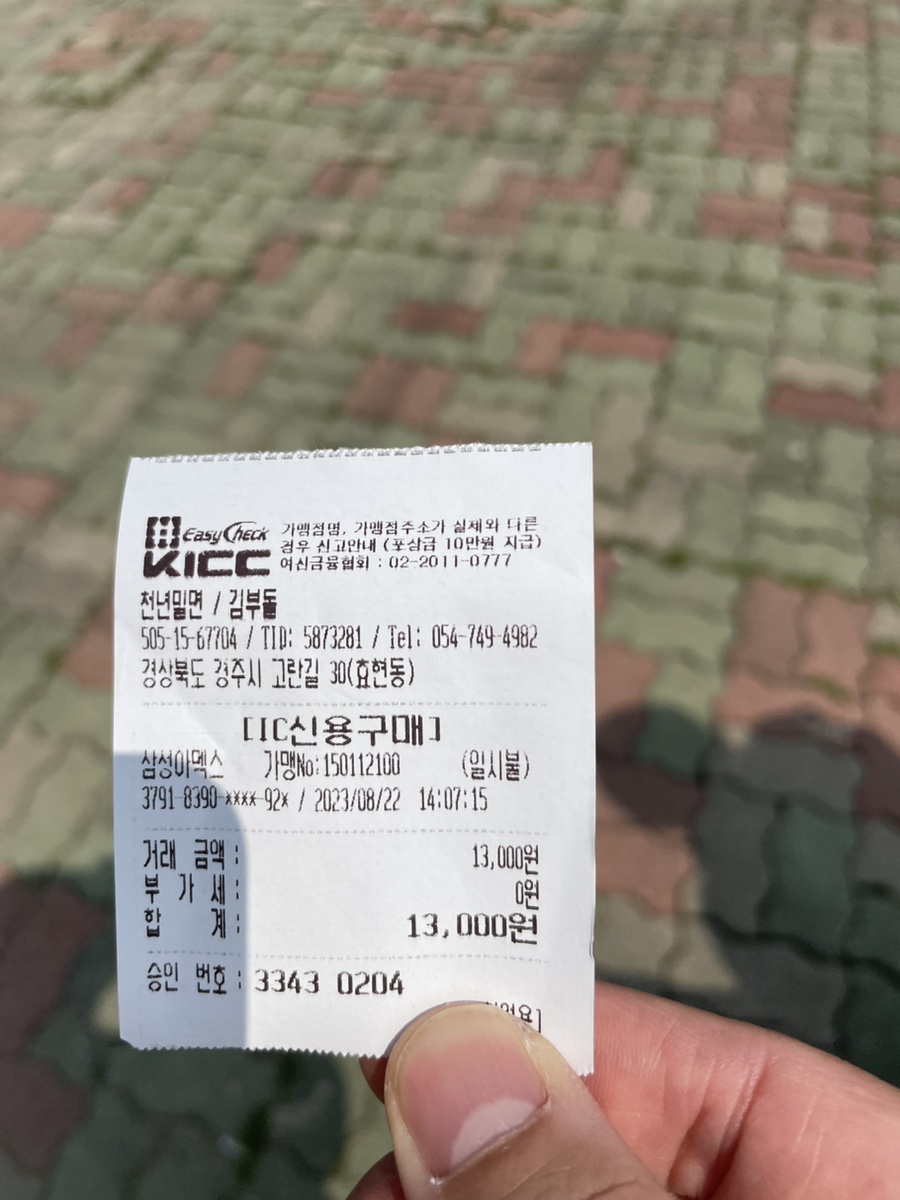 EasyCheck
KICC
가맹점명, 가맹점주소가 실제와 다른
경우 신고안내 (포상금 10만원 지급)
여신금융협회 : 02-2011-0777
천년밀면 / 김부돌
505-15-67704 / TID: 5873281 / Tel: 054-749-4982
경상북도 경주시 고란길 30(효현동)
[IC신용구매]
삼성아멕스 가맹No:150112100 (일시불)
3791-8390-****-92* / 2023/08/22 14:07:15
거래 금액 : 13,000원
부 가 세 : 0원
합 계 : 13,000원
승인 번호 : 3343 0204